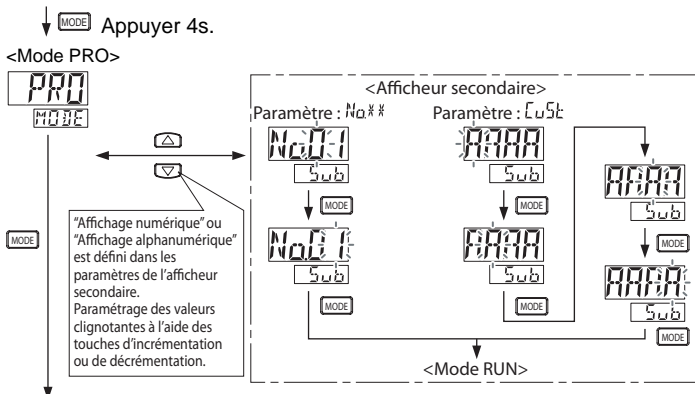 MODE Appuyer 4s.
<Mode PRO>
PRO
MODE
MODE
"Affichage numérique" ou
"Affichage alphanumérique"
est défini dans les
paramètres de l'afficheur
secondaire.
Paramétrage des valeurs
clignotantes à l'aide des
touches d'incrémentation
ou de décrémentation.
<Afficheur secondaire>
Paramètre : No.**
No.01
Sub
MODE
No.01
Sub
MODE
Paramètre : CuSt
AAAA
Sub
MODE
AAAA
Sub
MODE
AAAA
Sub
MODE
AAAA
Sub
MODE
<Mode RUN>